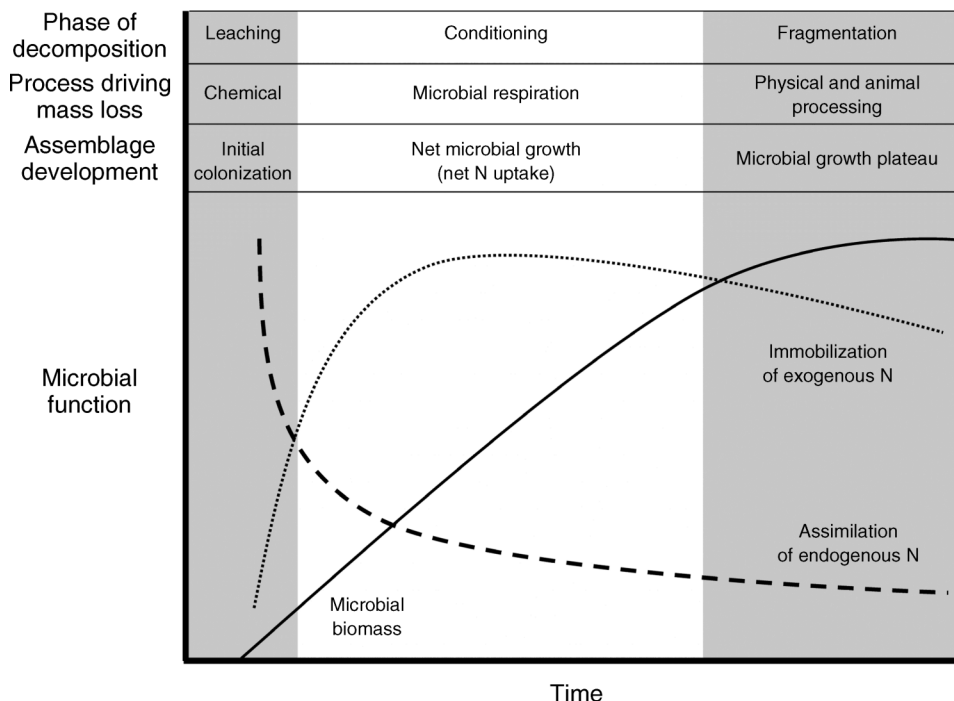 Phase of
decomposition
Leaching
Conditioning
Fragmentation
Process driving
mass loss
Chemical
Microbial respiration
Physical and animal
processing
Assemblage
development
Initial
colonization
Net microbial growth
(net N uptake)
Microbial growth plateau
Microbial
function
Immobilization
of exogenous N
Assimilation
of endogenous N
Microbial
biomass
Time